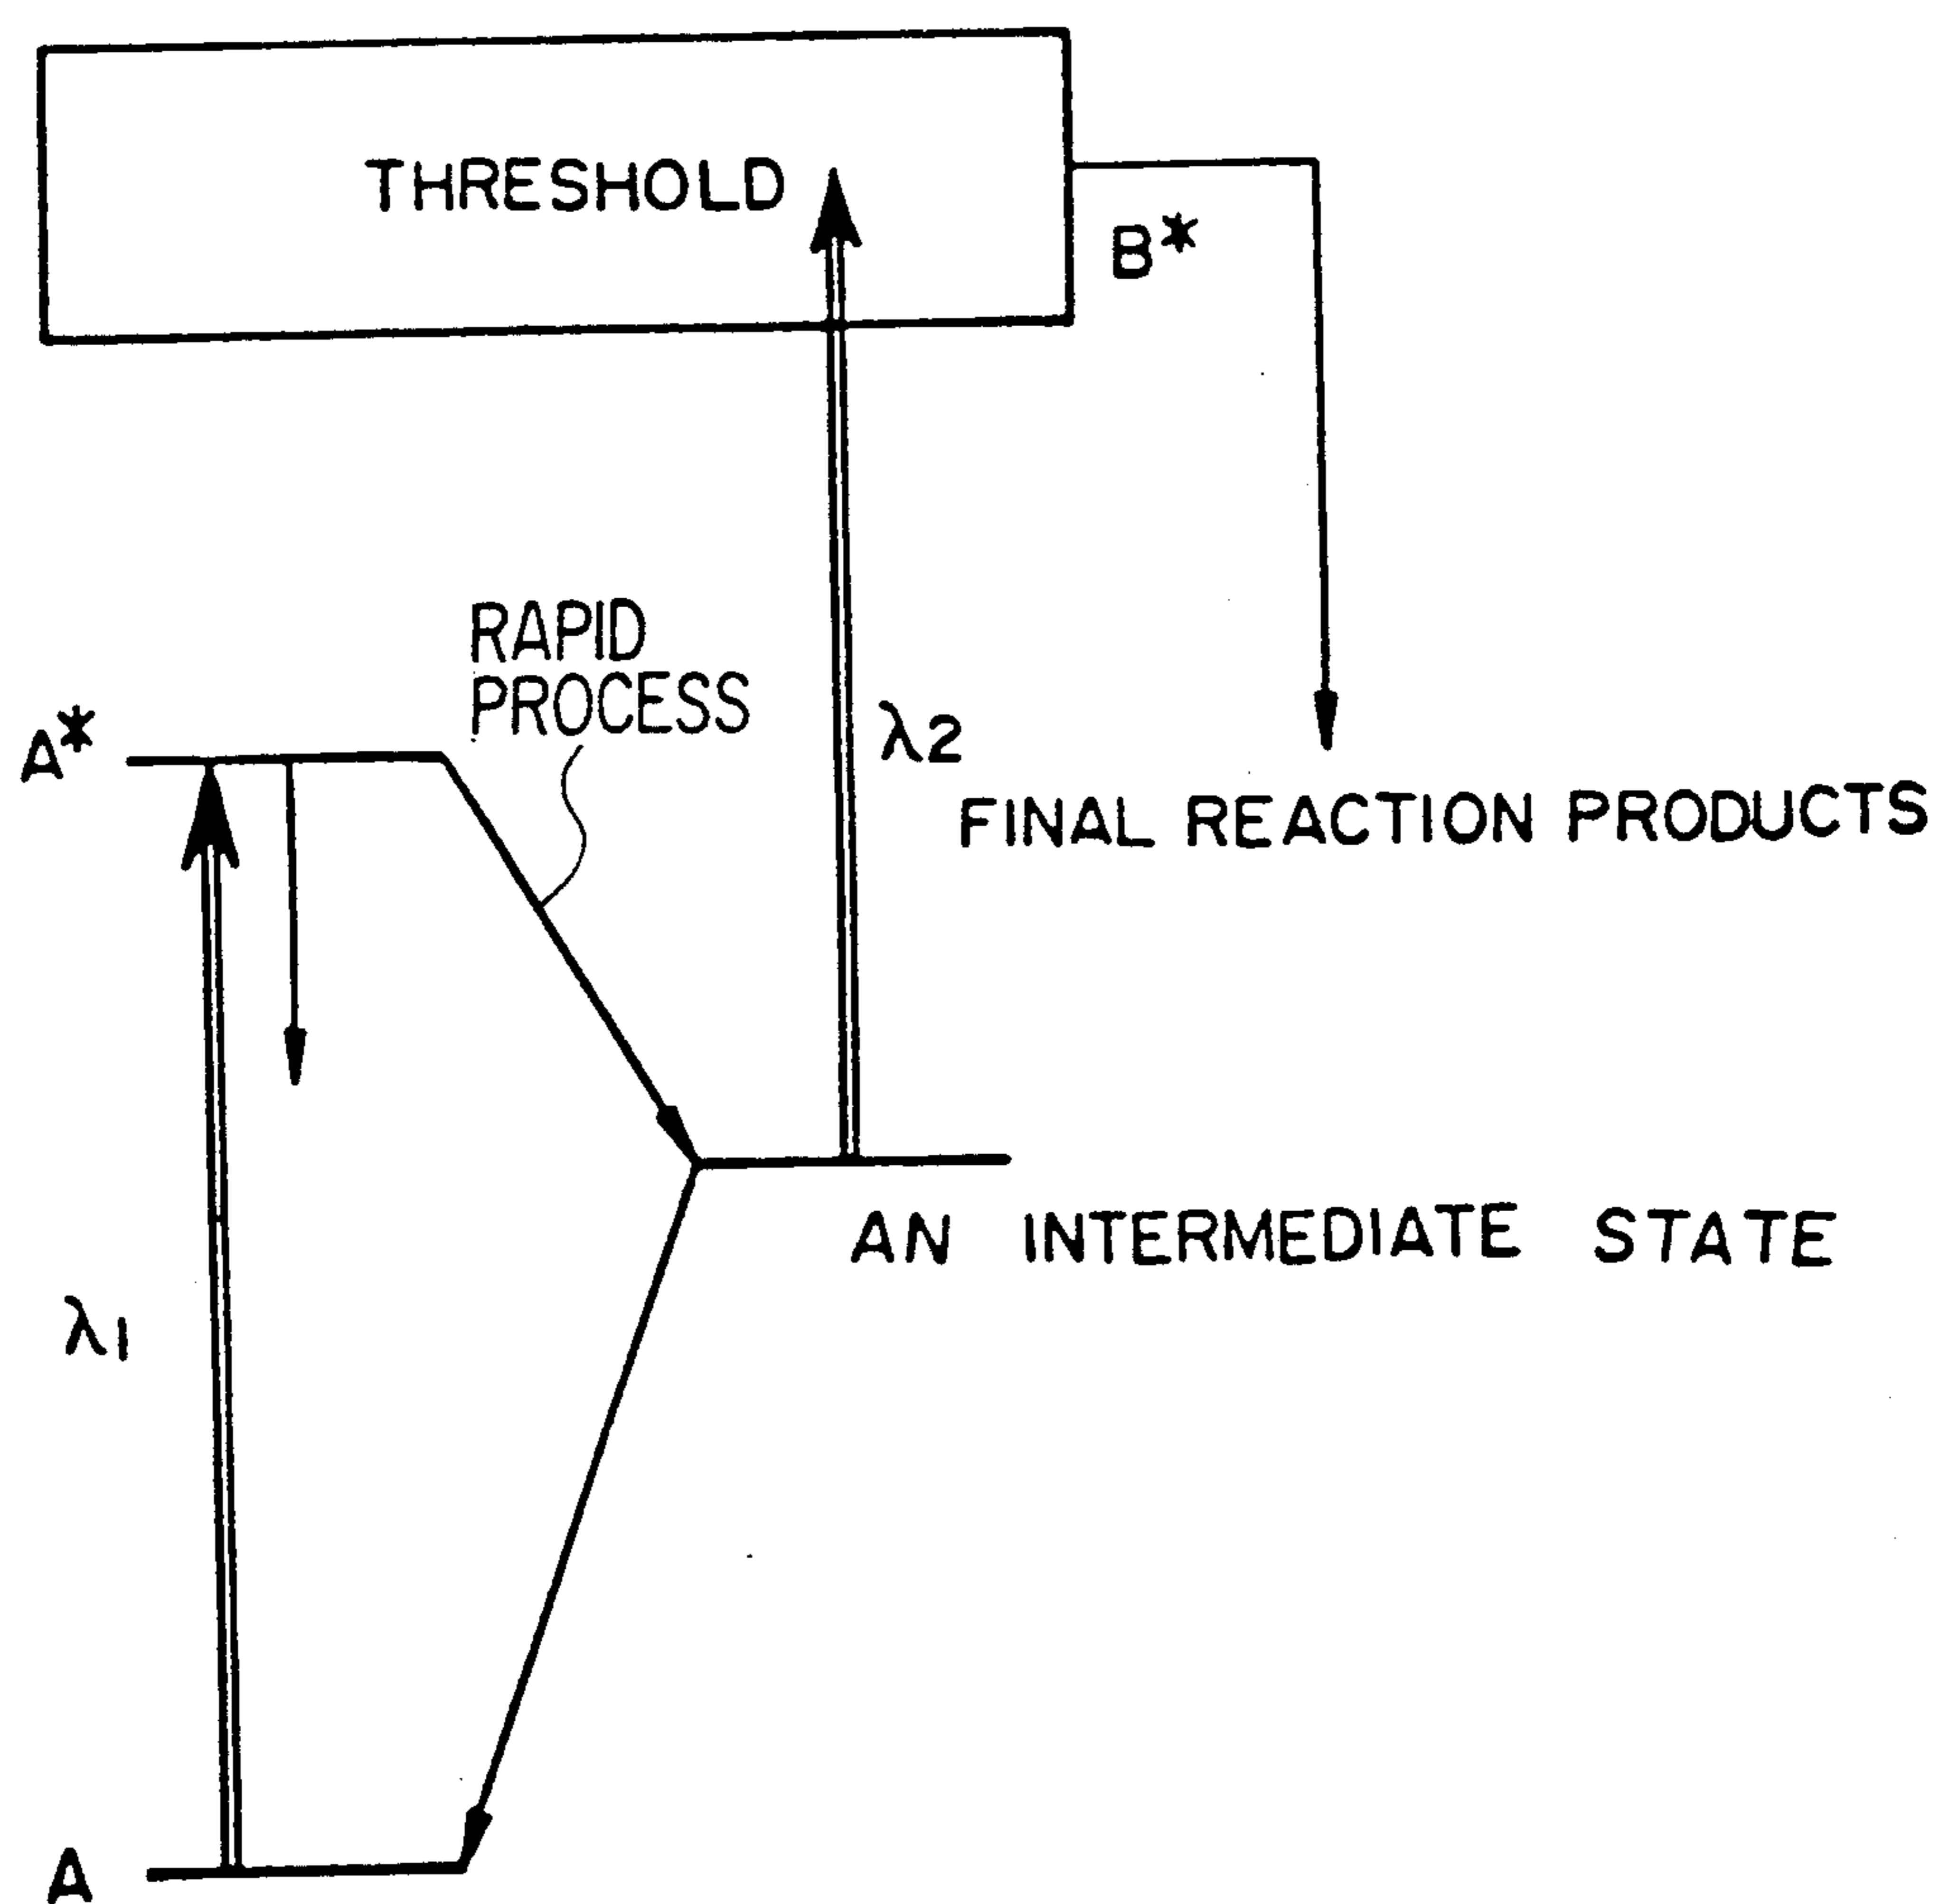 THRESHOLD
B*
RAPID
PROCESS
A*
λ2
FINAL REACTION PRODUCTS
AN INTERMEDIATE STATE
λ1
A